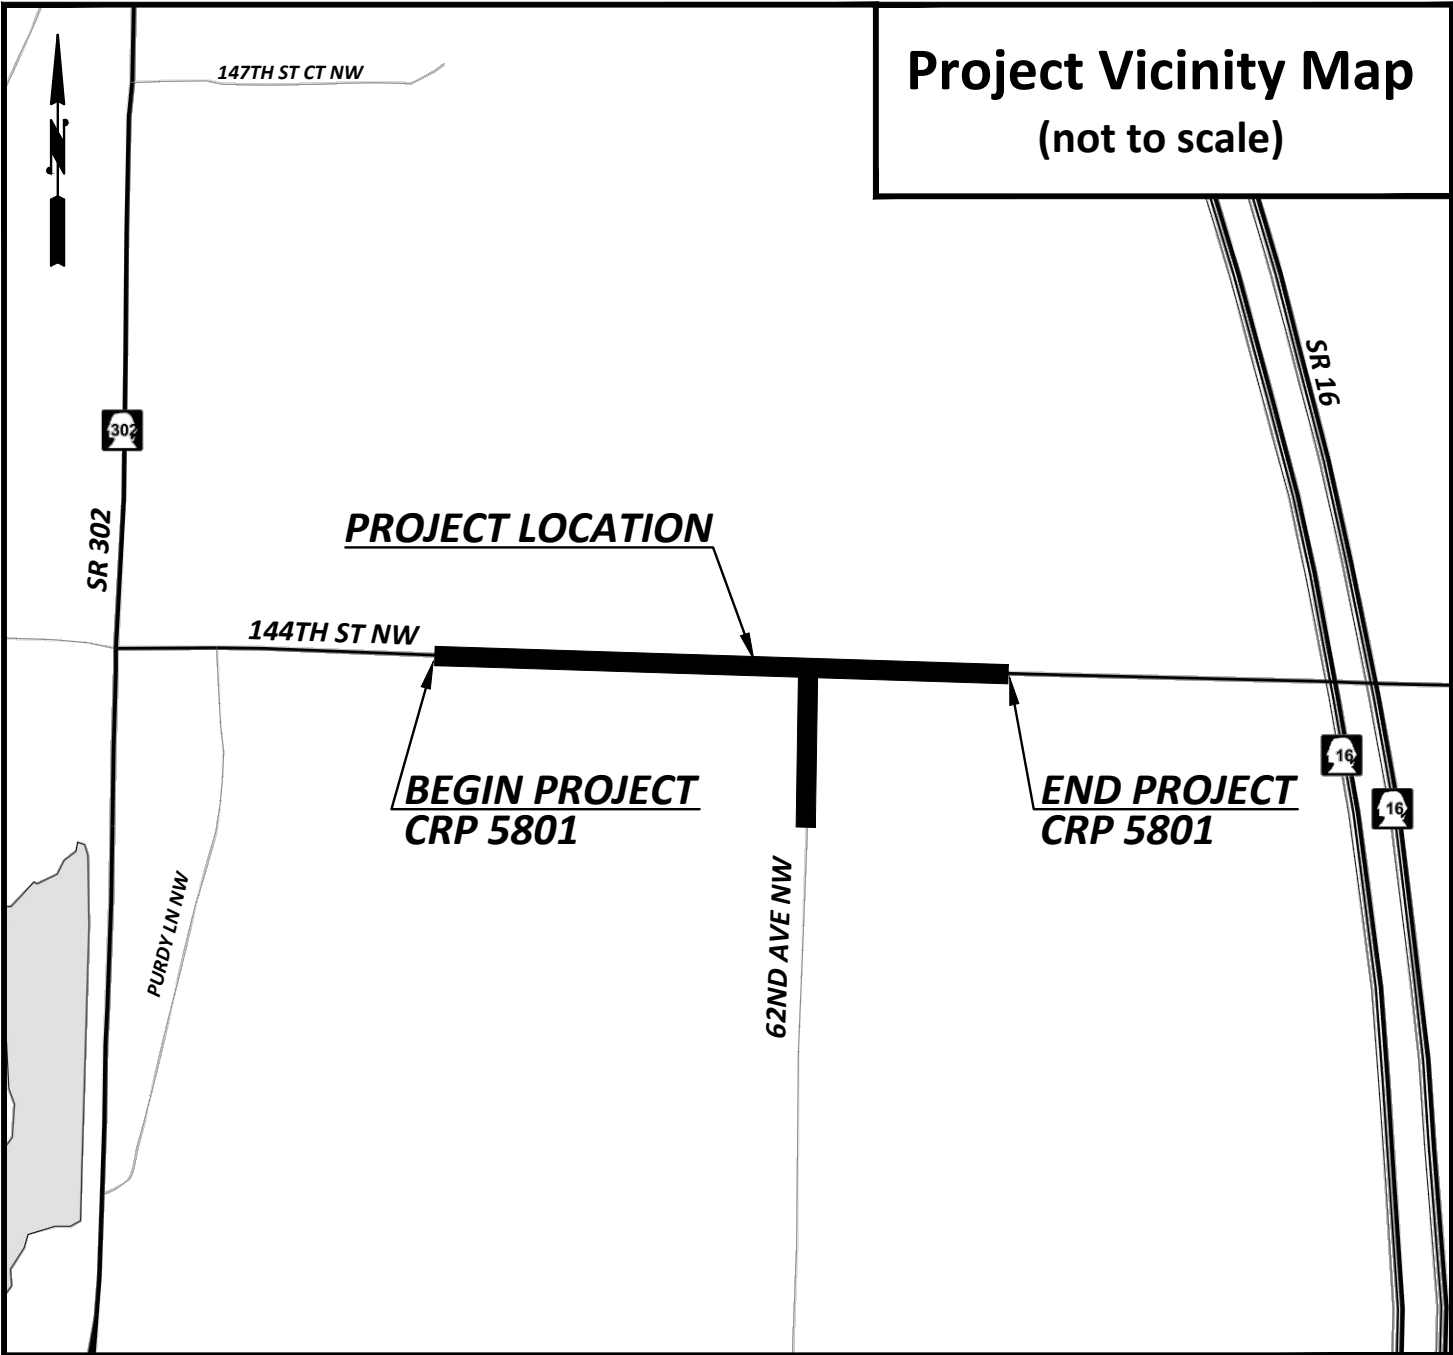 Project Vicinity Map
(not to scale)
147TH ST CT NW
N
SR 16
302
SR 302
PROJECT LOCATION
144TH ST NW
16
16
BEGIN PROJECT
CRP 5801
END PROJECT
CRP 5801
PURDY LN NW
62ND AVE NW